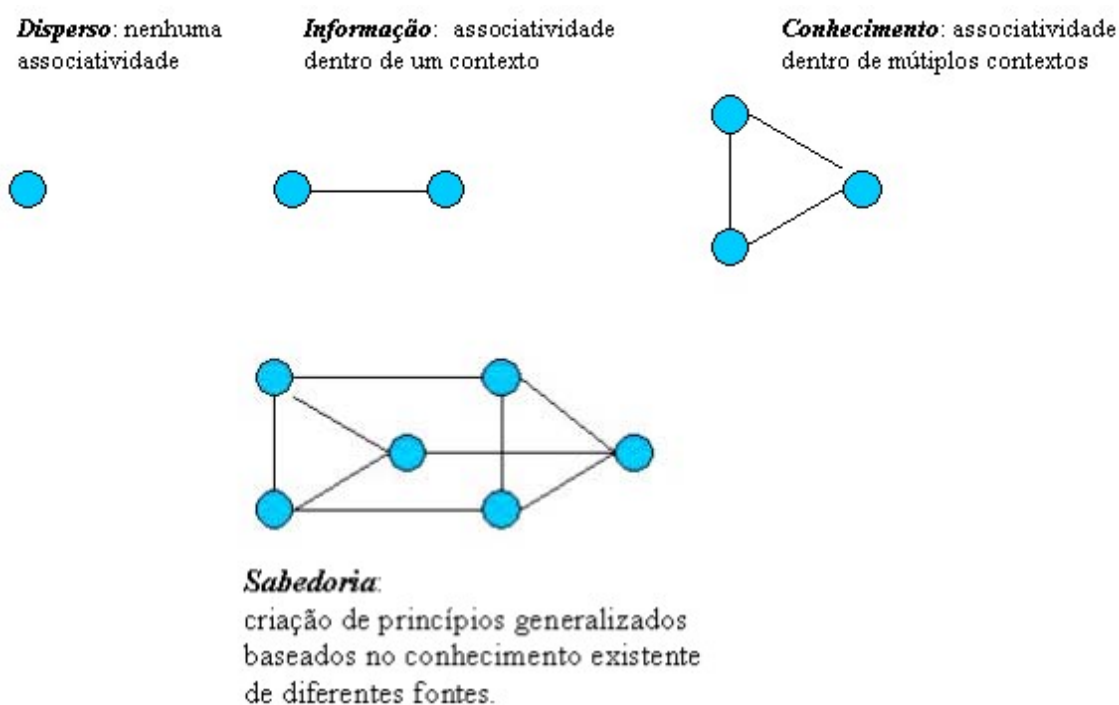 Disperso: nenhuma
associatividade
Informação: associatividade
dentro de um contexto
Conhecimento: associatividade
dentro de mútiplos contextos
Sabedoria:
criação de princípios generalizados
baseados no conhecimento existente
de diferentes fontes.